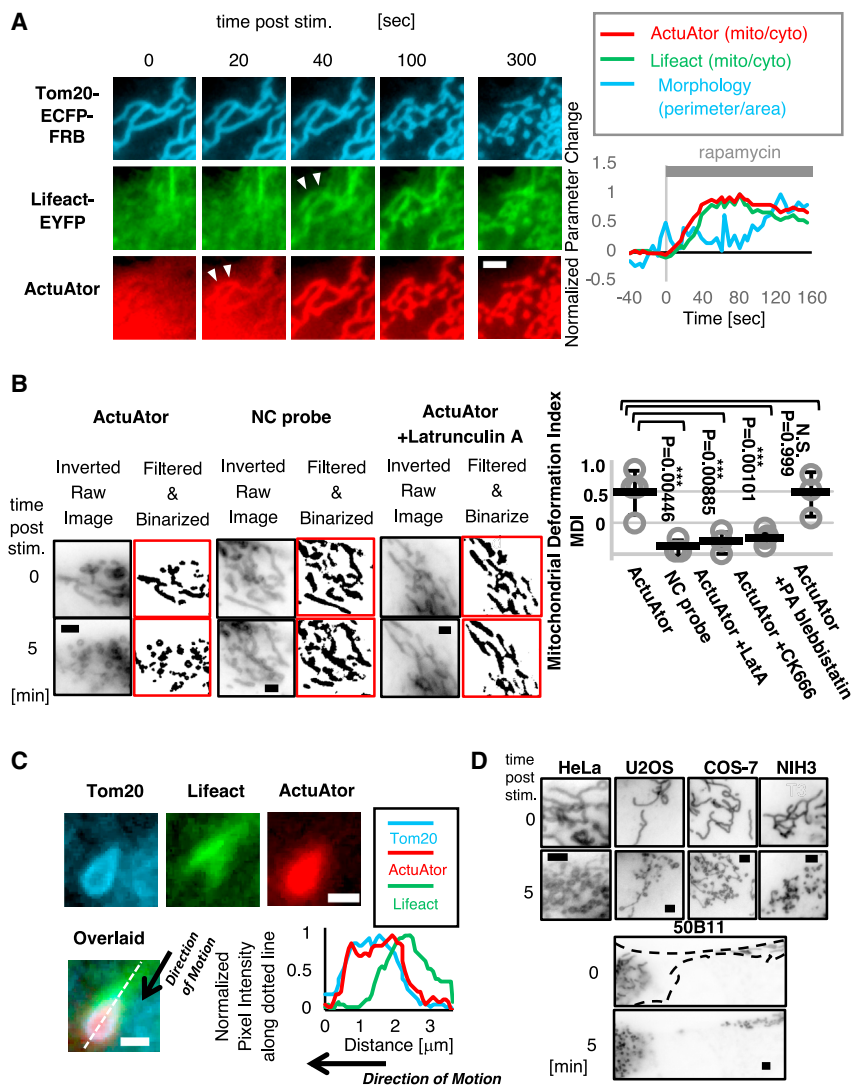 A
time post stim. [sec]
0 20 40 100 300
Tom20-
ECFP-
FRB
Lifeact-
EYFP
ActuAtor
ActuAtor (mito/cyto)
Lifeact (mito/cyto)
Morphology
(perimeter/area)
Normalized Parameter Change
rapamycin
1.5
1
0.5
0
-0.5
-40 0 40 80 120 160
Time [sec]
B
ActuAtor
NC probe
ActuAtor
+Latrunculin A
Inverted
Raw
Image
Filtered
&
Binarized
Inverted
Raw
Image
Filtered
&
Binarized
Inverted
Raw
Image
Filtered
&
Binarize
time
post
stim.
0
5
[min]
Mitochondrial Deformation Index
MDI
1.0
0.5
0
***
P=0.00446
***
P=0.00885
***
P=0.00101
N.S.
P=0.999
ActuAtor
NC probe
ActuAtor +LatA
ActuAtor +CK666
ActuAtor
+PA blebbistatin
C
Tom20 Lifeact ActuAtor
Tom20
ActuAtor
Lifeact
Overlaid
Direction
of Motion
Normalized
Pixel Intensity
along dotted line
1
0.5
0
0 1 2 3
Distance [μm]
Direction of Motion
D
time
post
stim.
HeLa U2OS COS-7 NIH3
T3
0
5
50B11
0
5
[min]